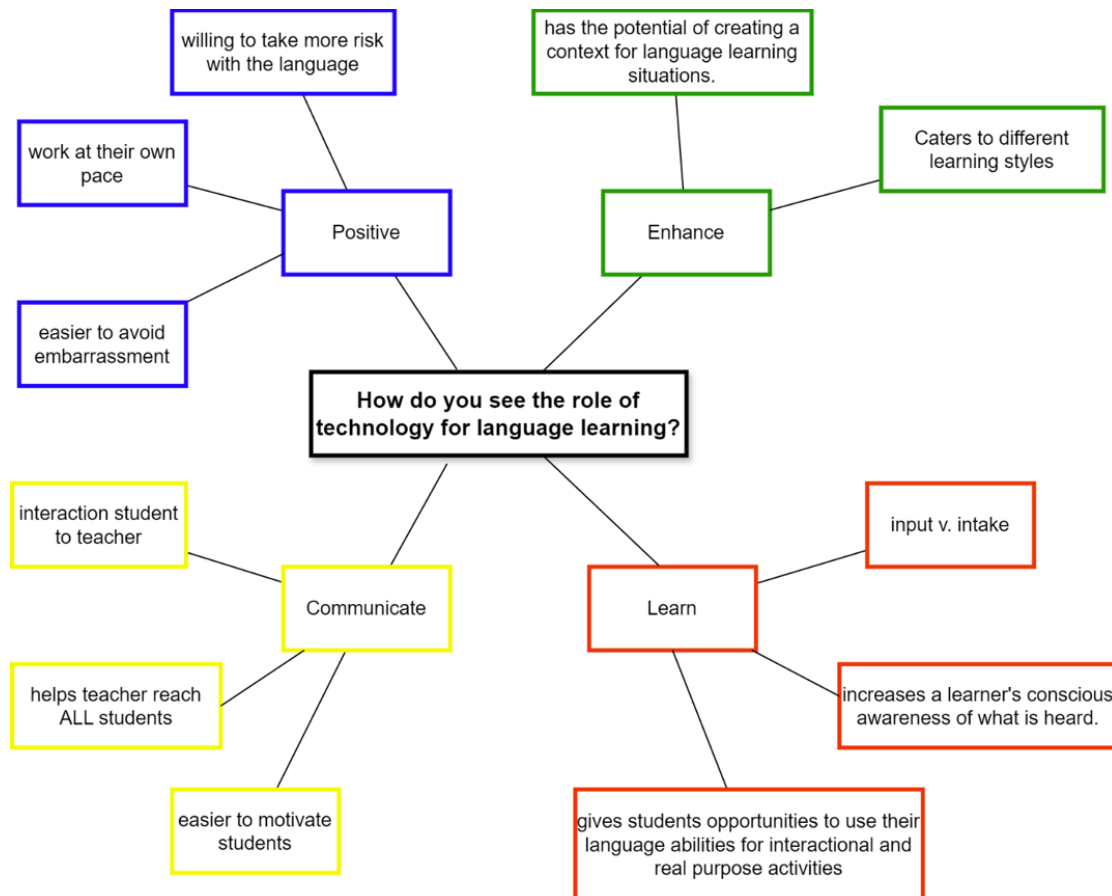 willing to take more risk
with the language
has the potential of creating a
context for language learning
situations.
work at their own
pace
Caters to different
learning styles
Positive
Enhance
easier to avoid
embarrassment
How do you see the role of
technology for language learning?
interaction student
to teacher
input v. intake
Communicate
Learn
helps teacher reach
ALL students
increases a learner's conscious
awareness of what is heard.
easier to motivate
students
gives students opportunities to use their
language abilities for interactional and
real purpose activities